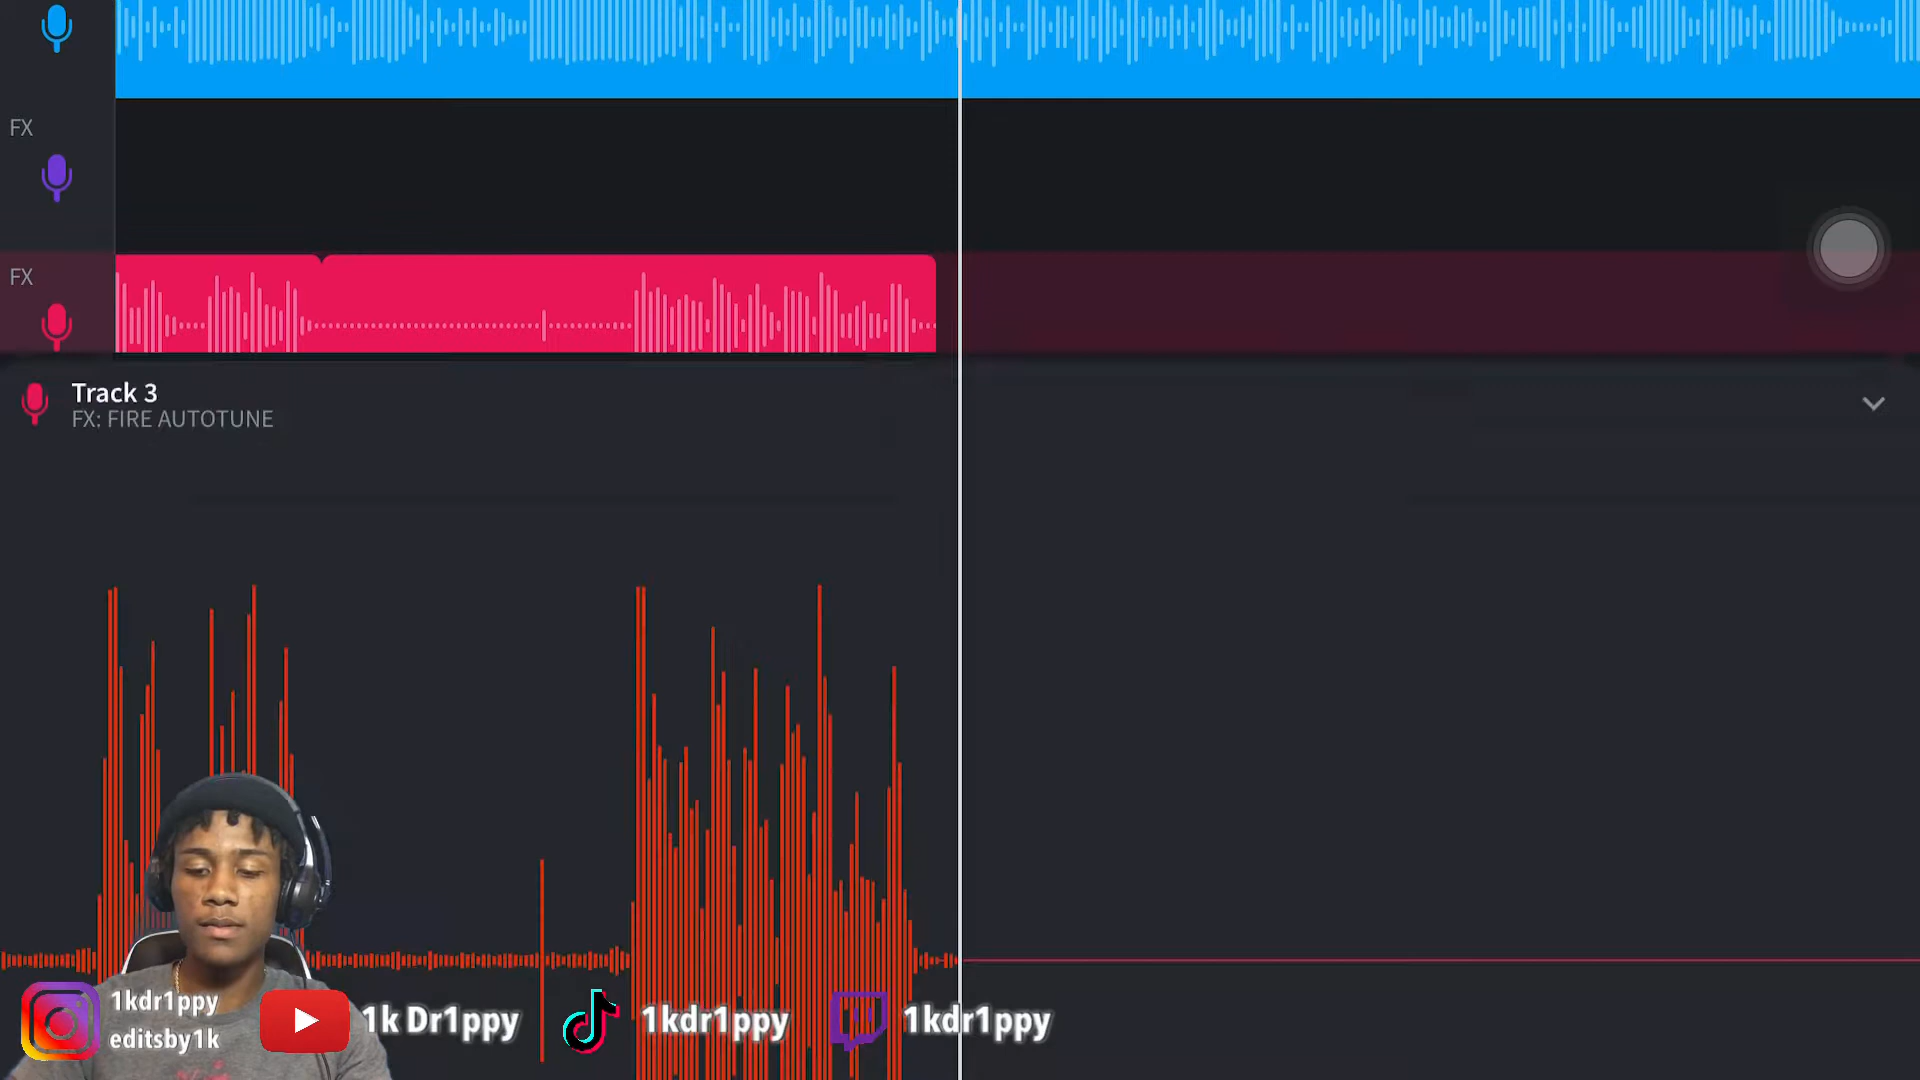 FX
FX
Track 3
FX: FIRE AUTOTUNE
1kdr1ppy
editsby1k
1k Dr1ppy
1kdr1ppy
1kdr1ppy